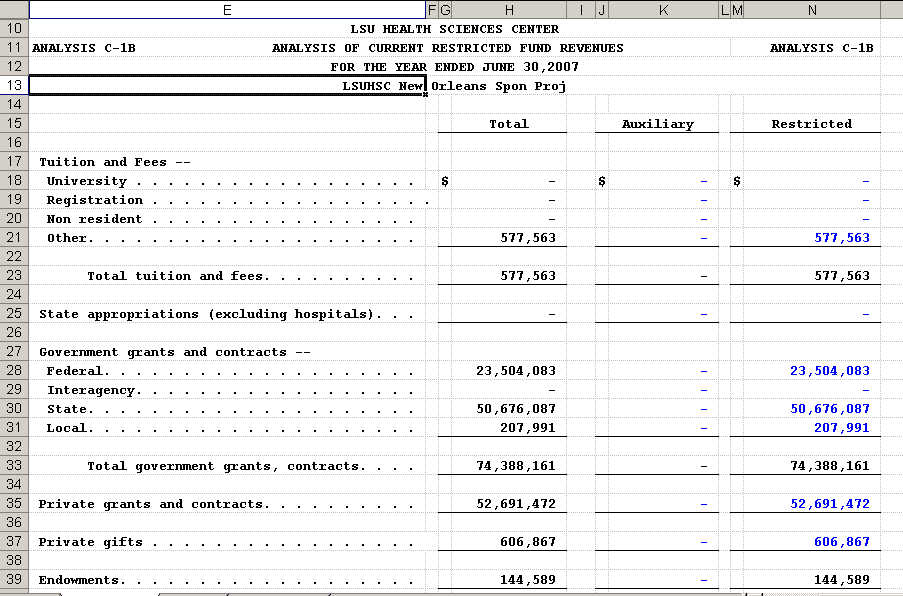 E F G H I J K L M N
10 LSU HEALTH SCIENCES CENTER
11 ANALYSIS C-1B ANALYSIS OF CURRENT RESTRICTED FUND REVENUES ANALYSIS C-1B
12 FOR THE YEAR ENDED JUNE 30,2007
13 LSUHSC New Orleans Spon Proj
14
15 Total Auxiliary Restricted
16
17 Tuition and Fees --
18 University . . . . . . . . . . . . . . . . . . $ - $ - $ -
19 Registration . . . . . . . . . . . . . . . . . . - - -
20 Non resident . . . . . . . . . . . . . . . . . - - -
21 Other. . . . . . . . . . . . . . . . . . . . . 577,563 - 577,563
22
23 Total tuition and fees. . . . . . . . . . 577,563 - 577,563
24
25 State appropriations (excluding hospitals). . . - - -
26
27 Government grants and contracts --
28 Federal. . . . . . . . . . . . . . . . . . . . 23,504,083 - 23,504,083
29 Interagency. . . . . . . . . . . . . . . . . . - - -
30 State. . . . . . . . . . . . . . . . . . . . . 50,676,087 - 50,676,087
31 Local. . . . . . . . . . . . . . . . . . . . . 207,991 - 207,991
32
33 Total government grants, contracts. . . . 74,388,161 - 74,388,161
34
35 Private grants and contracts. . . . . . . . . . 52,691,472 - 52,691,472
36
37 Private gifts . . . . . . . . . . . . . . . . . 606,867 - 606,867
38
39 Endowments. . . . . . . . . . . . . . . . . . . 144,589 - 144,589